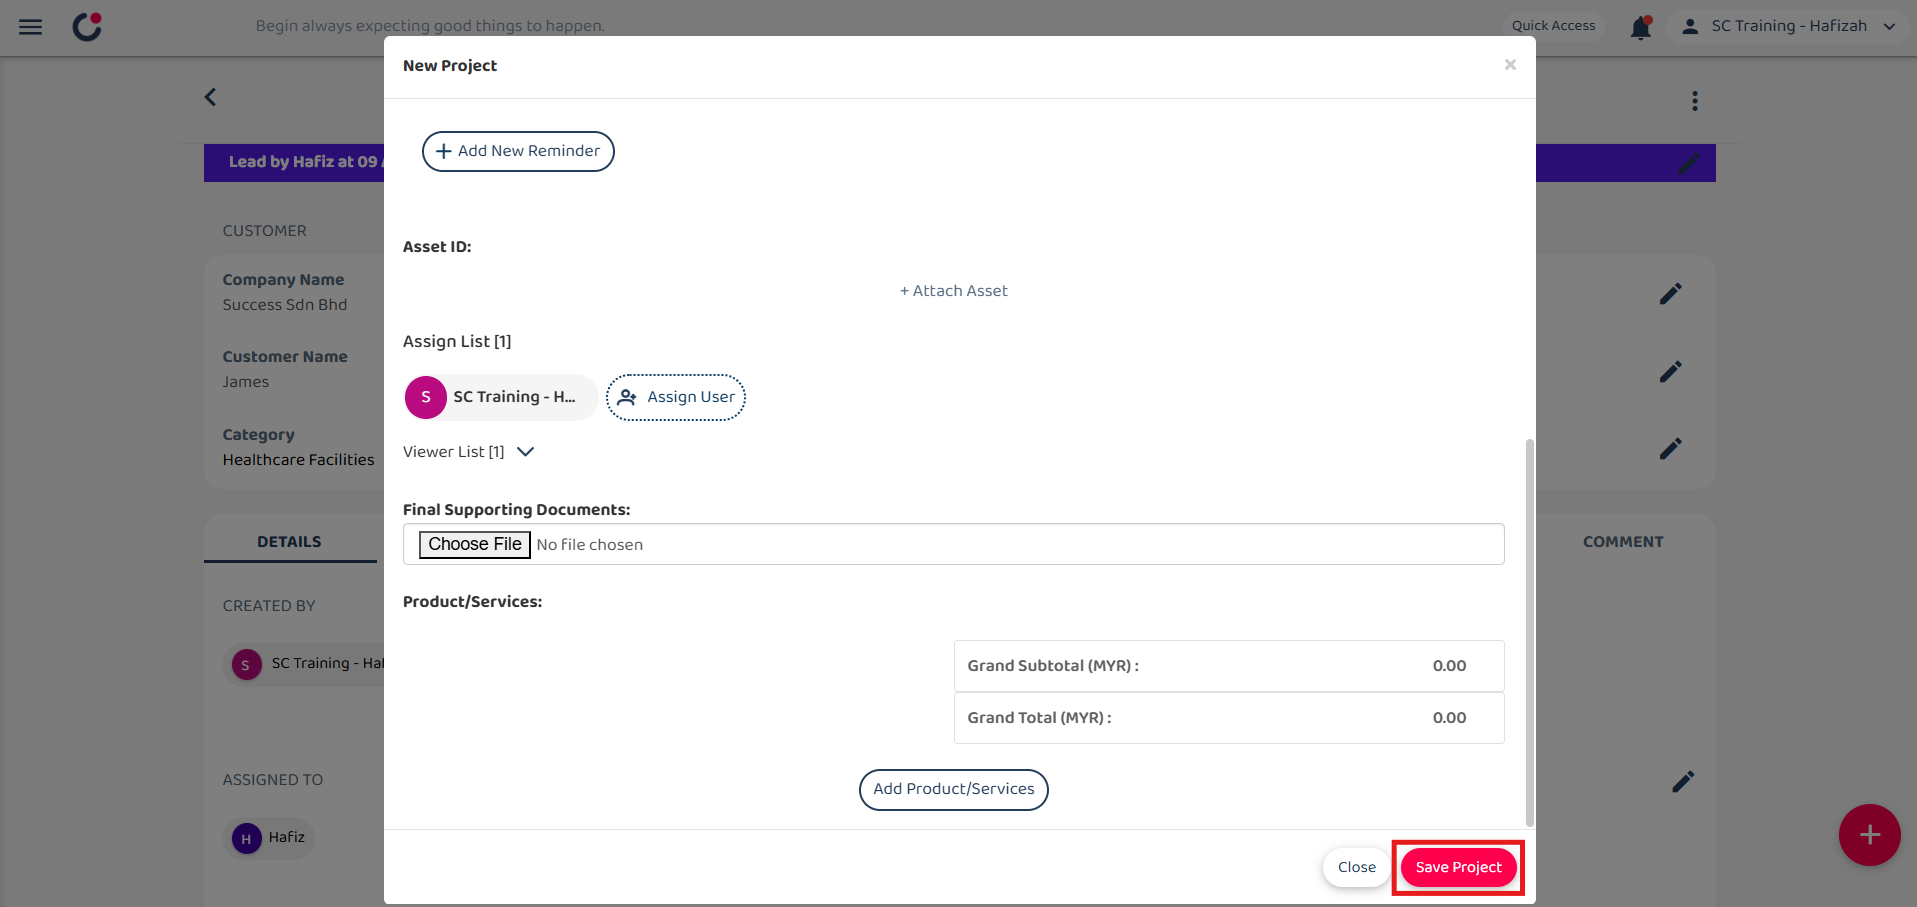 Begin always expecting good things to happen.
Quick Access
SC Training - Hafizah
New Project
×
Lead by Hafiz at 09
+ Add New Reminder
CUSTOMER
Company Name
Success Sdn Bhd
Customer Name
James
Category
Healthcare Facilities
Asset ID:
+ Attach Asset
Assign List [1]
S SC Training - H...
Assign User
Viewer List [1]
Final Supporting Documents:
Choose File No file chosen
Product/Services:
Grand Subtotal (MYR) : 0.00
Grand Total (MYR) : 0.00
Add Product/Services
Close
Save Project
DETAILS
COMMENT
CREATED BY
S SC Training - Ha
ASSIGNED TO
H Hafiz
+